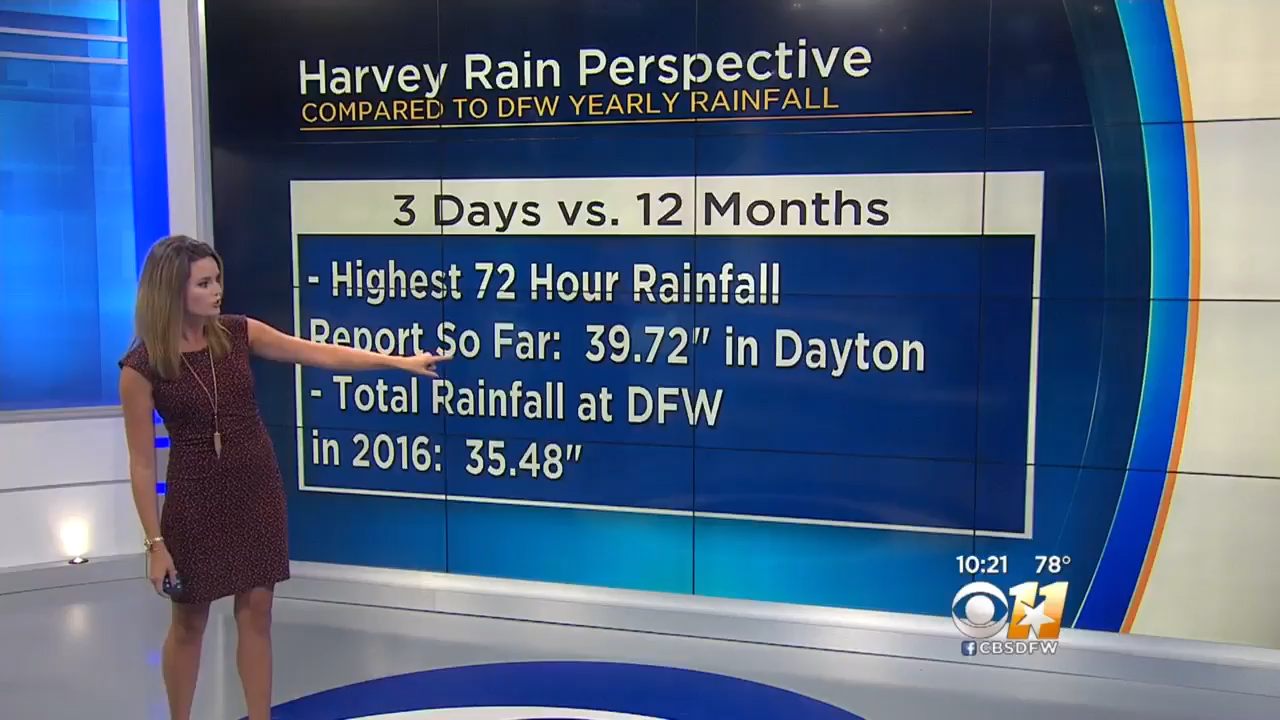 Harvey Rain Perspective
COMPARED TO DFW YEARLY RAINFALL
3 Days vs. 12 Months
- Highest 72 Hour Rainfall
Report So Far: 39.72" in Dayton
- Total Rainfall at DFW
in 2016: 35.48"
10:21 78°
11
f CBSDFW